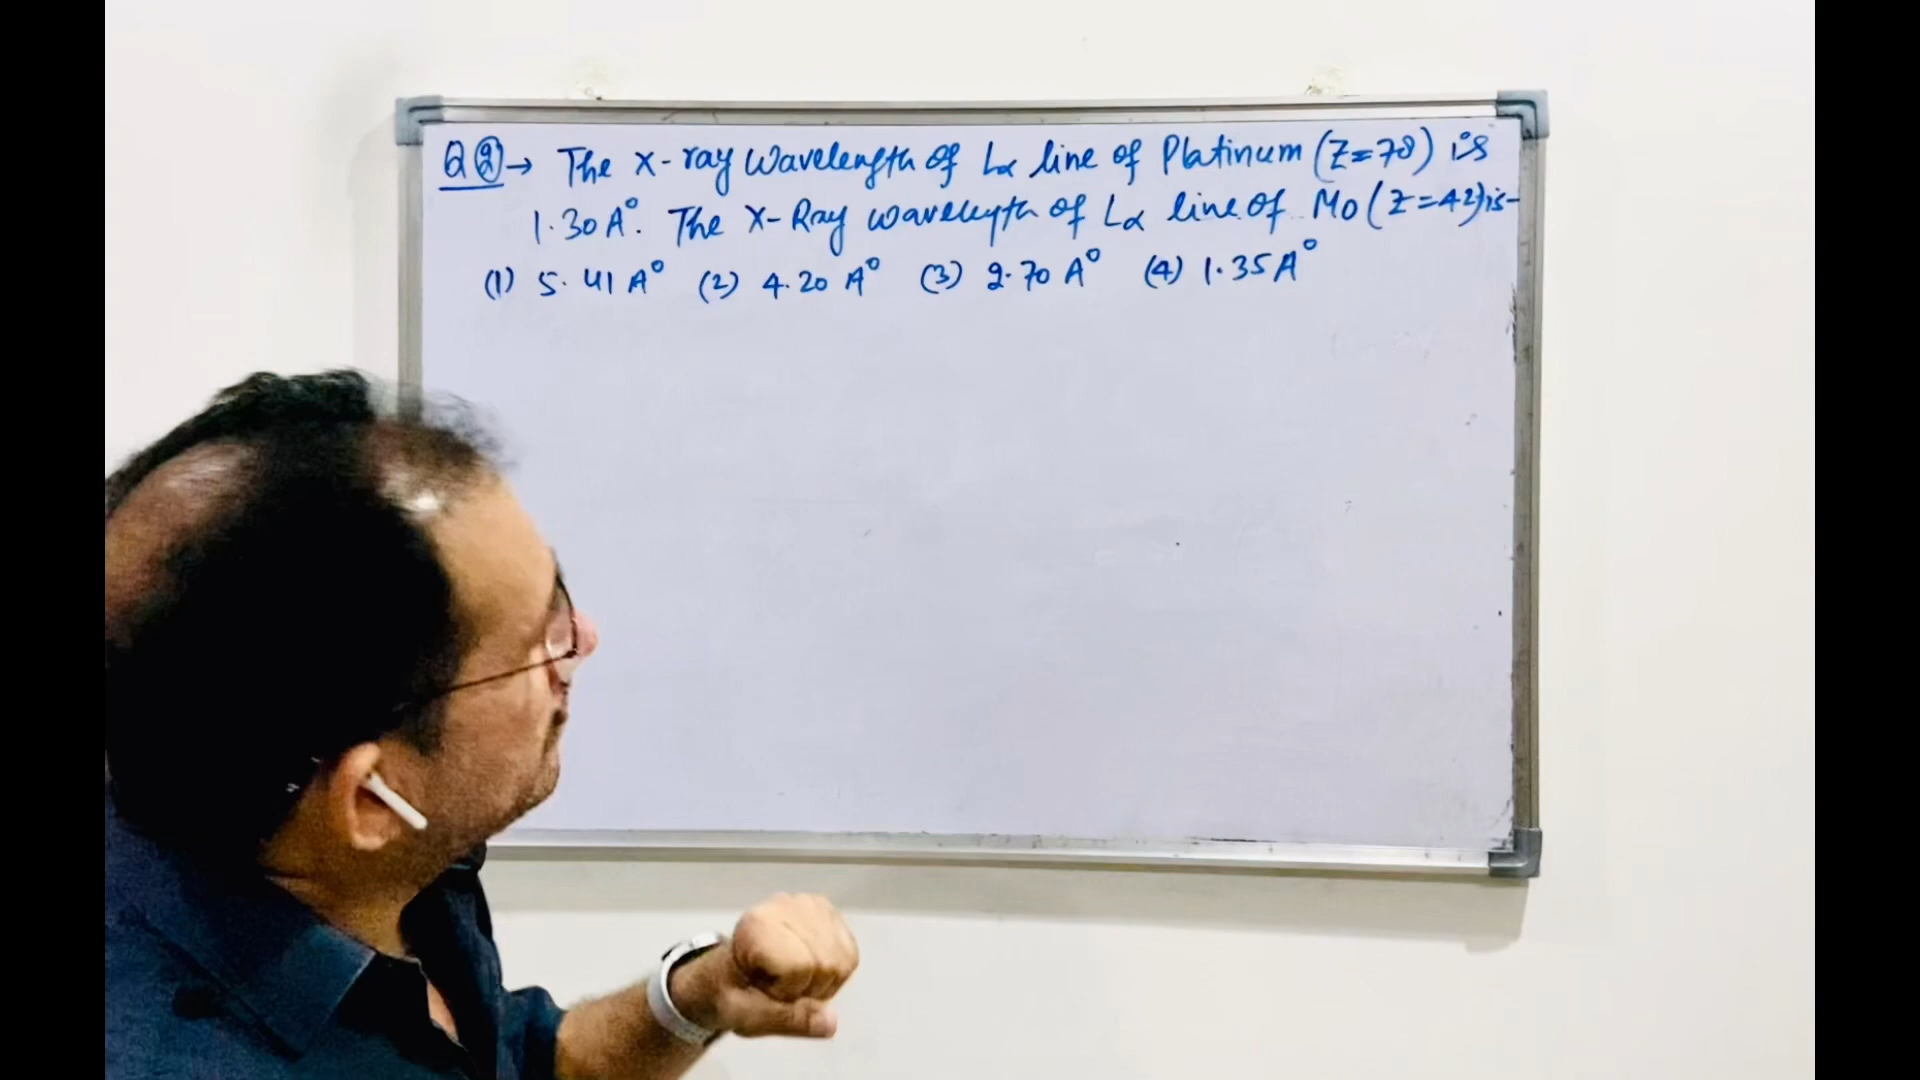 Q② → The X-ray Wavelength of Lα line of Platinum (Z=78) is
1.30 A°. The X-Ray wavelength of Lα line of Mo (Z=42) is-
(1) 5.41 A° (2) 4.20 A° (3) 2.70 A° (4) 1.35 A°